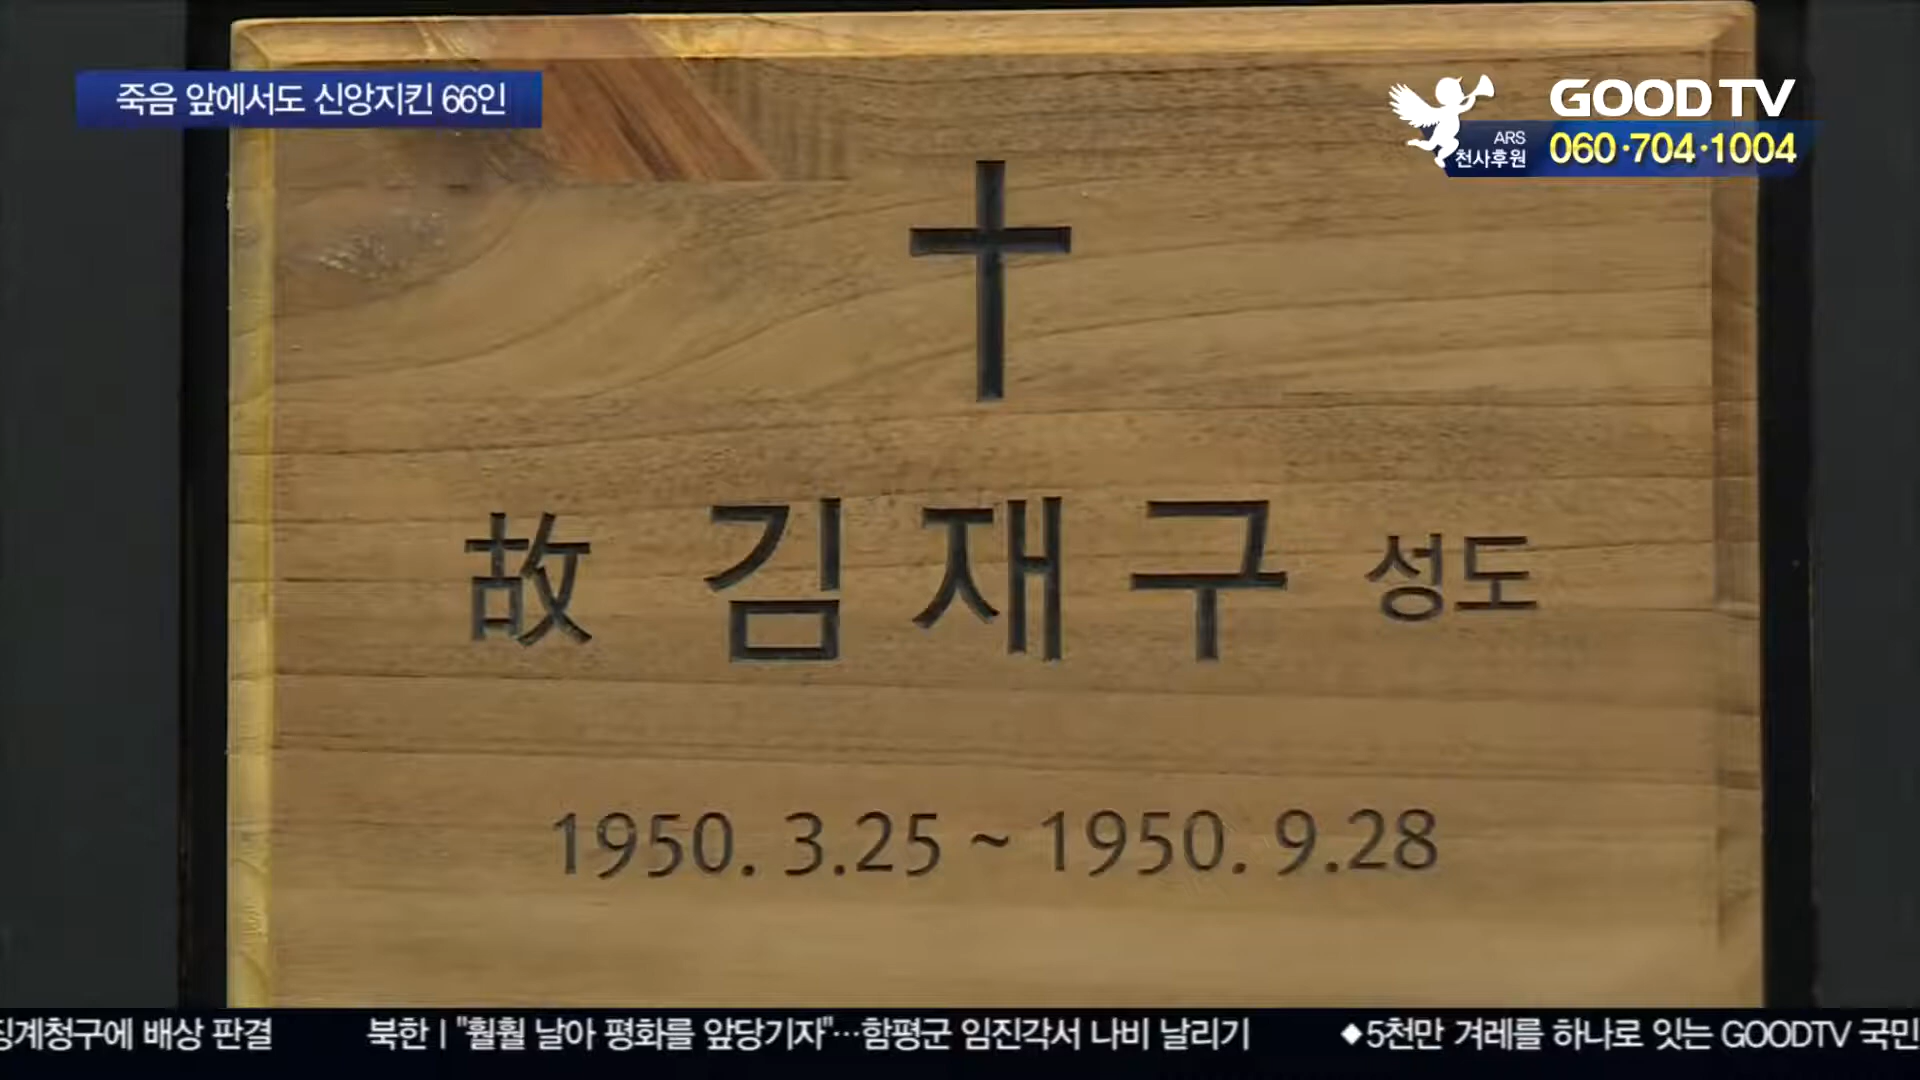 죽음 앞에서도 신앙지킨 66인
GOODTV
ARS
천사후원
060·704·1004
故 김재구 성도
1950. 3.25 ~ 1950. 9.28
징계청구에 배상 판결 북한 | "훨훨 날아 평화를 앞당기자"…함평군 임진각서 나비 날리기 ◆5천만 겨레를 하나로 잇는 GOODTV 국민